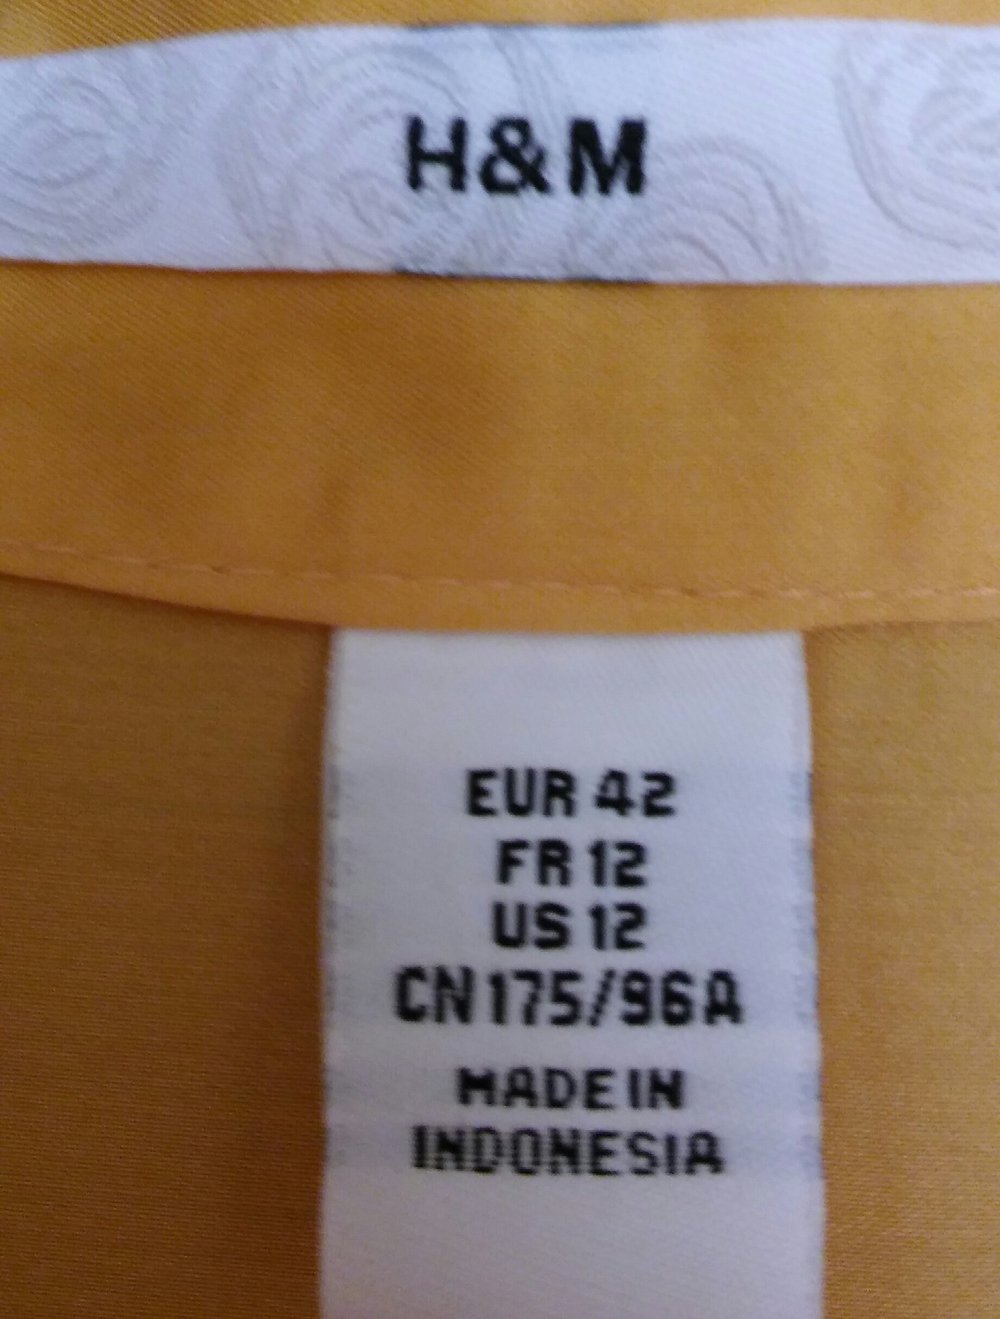 H&M
EUR 42
FR 12
US 12
CN 175/96A
MADE IN
INDONESIA